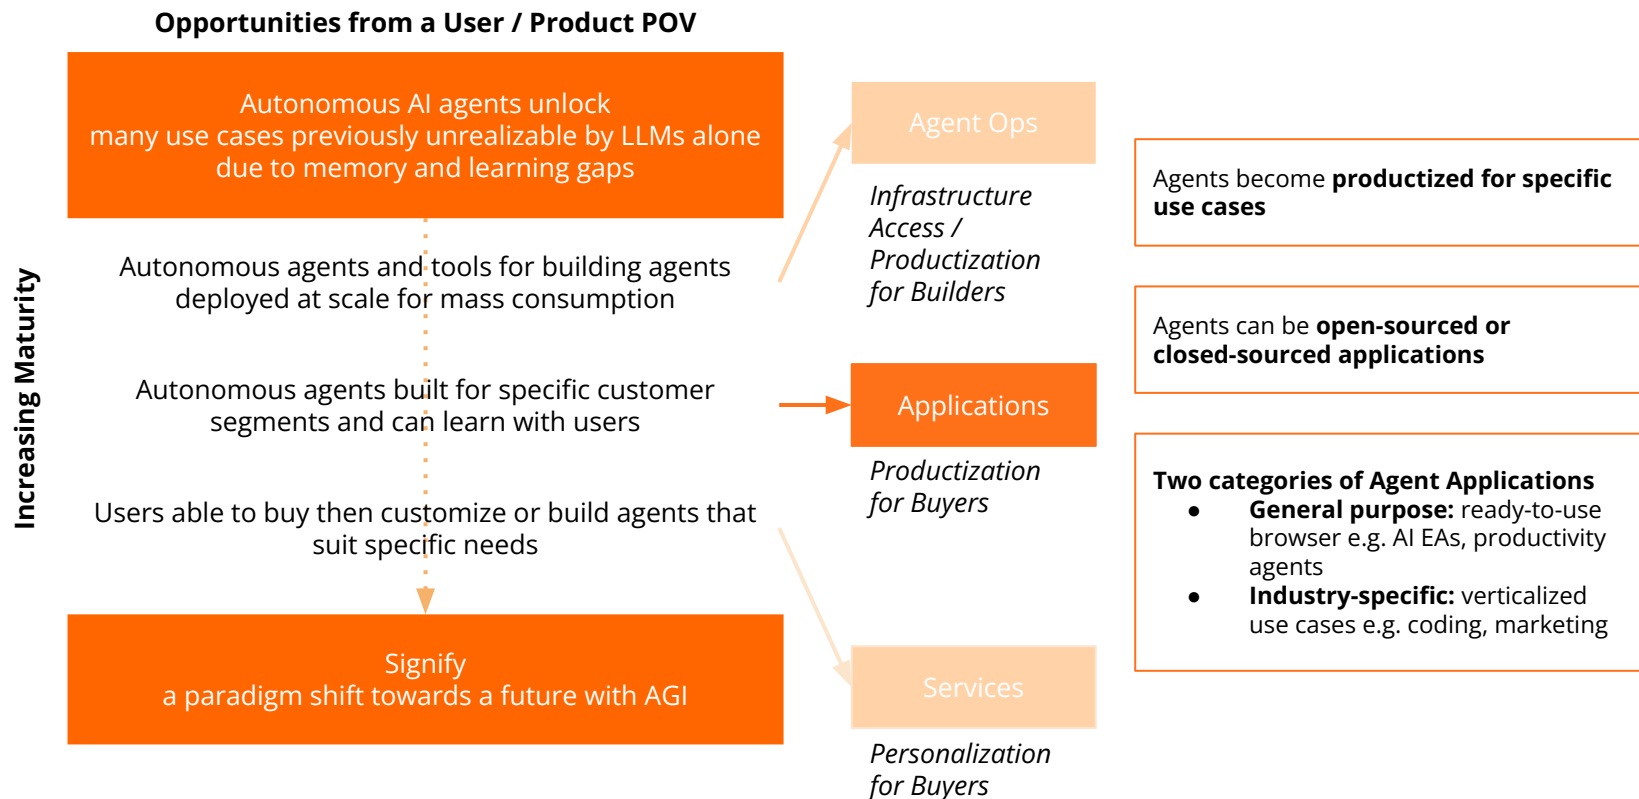 Opportunities from a User / Product POV
Increasing Maturity
Autonomous AI agents unlock
many use cases previously unrealizable by LLMs alone
due to memory and learning gaps
Autonomous agents and tools for building agents
deployed at scale for mass consumption
Autonomous agents built for specific customer
segments and can learn with users
Users able to buy then customize or build agents that
suit specific needs
Signify
a paradigm shift towards a future with AGI
Agent Ops
Infrastructure
Access /
Productization
for Builders
Applications
Productization
for Buyers
Services
Personalization
for Buyers
Agents become productized for specific
use cases
Agents can be open-sourced or
closed-sourced applications
Two categories of Agent Applications
● General purpose: ready-to-use
browser e.g. AI EAs, productivity
agents
● Industry-specific: verticalized
use cases e.g. coding, marketing